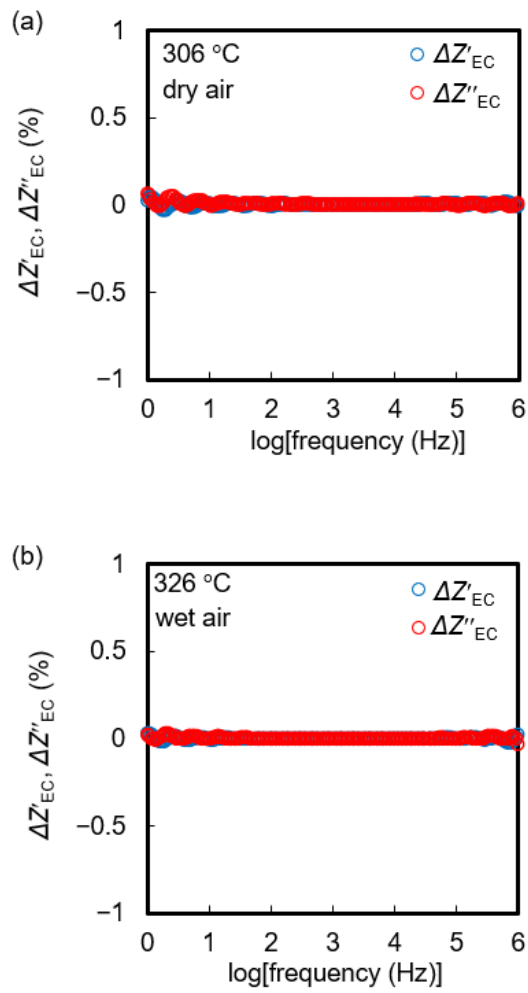 (a)
306 °C
dry air
ΔZ′EC
ΔZ′′EC
ΔZ′EC, ΔZ′′EC (%)
1
0.5
0
−0.5
−1
0 1 2 3 4 5 6
log[frequency (Hz)]
(b)
326 °C
wet air
ΔZ′EC
ΔZ′′EC
ΔZ′EC, ΔZ′′EC (%)
1
0.5
0
−0.5
−1
0 1 2 3 4 5 6
log[frequency (Hz)]